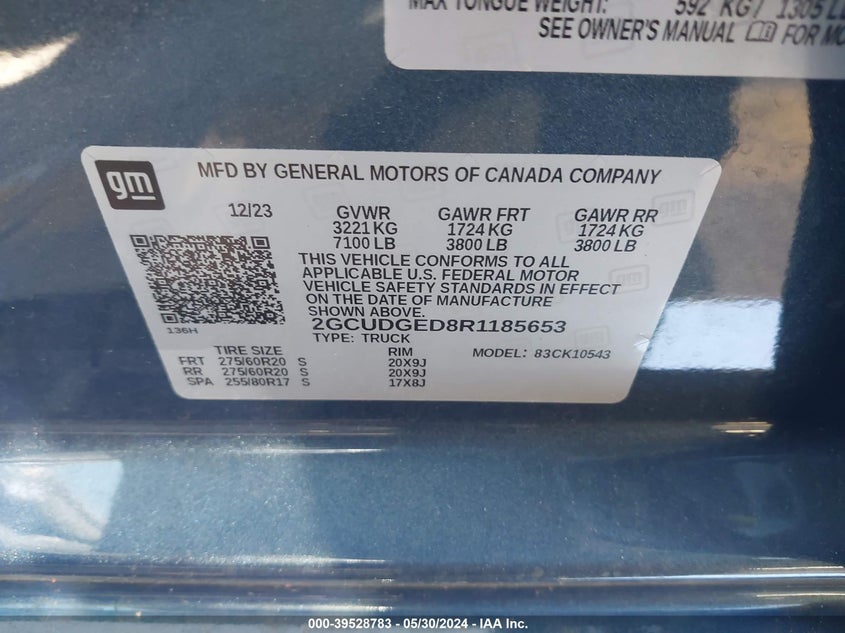 MAX TONGUE WEIGHT: 592 KG / 1305 L
SEE OWNER'S MANUAL FOR MO
gm
MFD BY GENERAL MOTORS OF CANADA COMPANY
12/23 GVWR GAWR FRT GAWR RR
3221 KG 1724 KG 1724 KG
7100 LB 3800 LB 3800 LB
THIS VEHICLE CONFORMS TO ALL
APPLICABLE U.S. FEDERAL MOTOR
VEHICLE SAFETY STANDARDS IN EFFECT
ON THE DATE OF MANUFACTURE
SHOWN ABOVE.
136H
2GCUDGED8R1185653
TYPE: TRUCK MODEL: 83CK10543
TIRE SIZE RIM
FRT 275/60R20 S 20X9J
RR 275/60R20 S 20X9J
SPA 255/80R17 S 17X8J
000-39528783 - 05/30/2024 - IAA Inc.